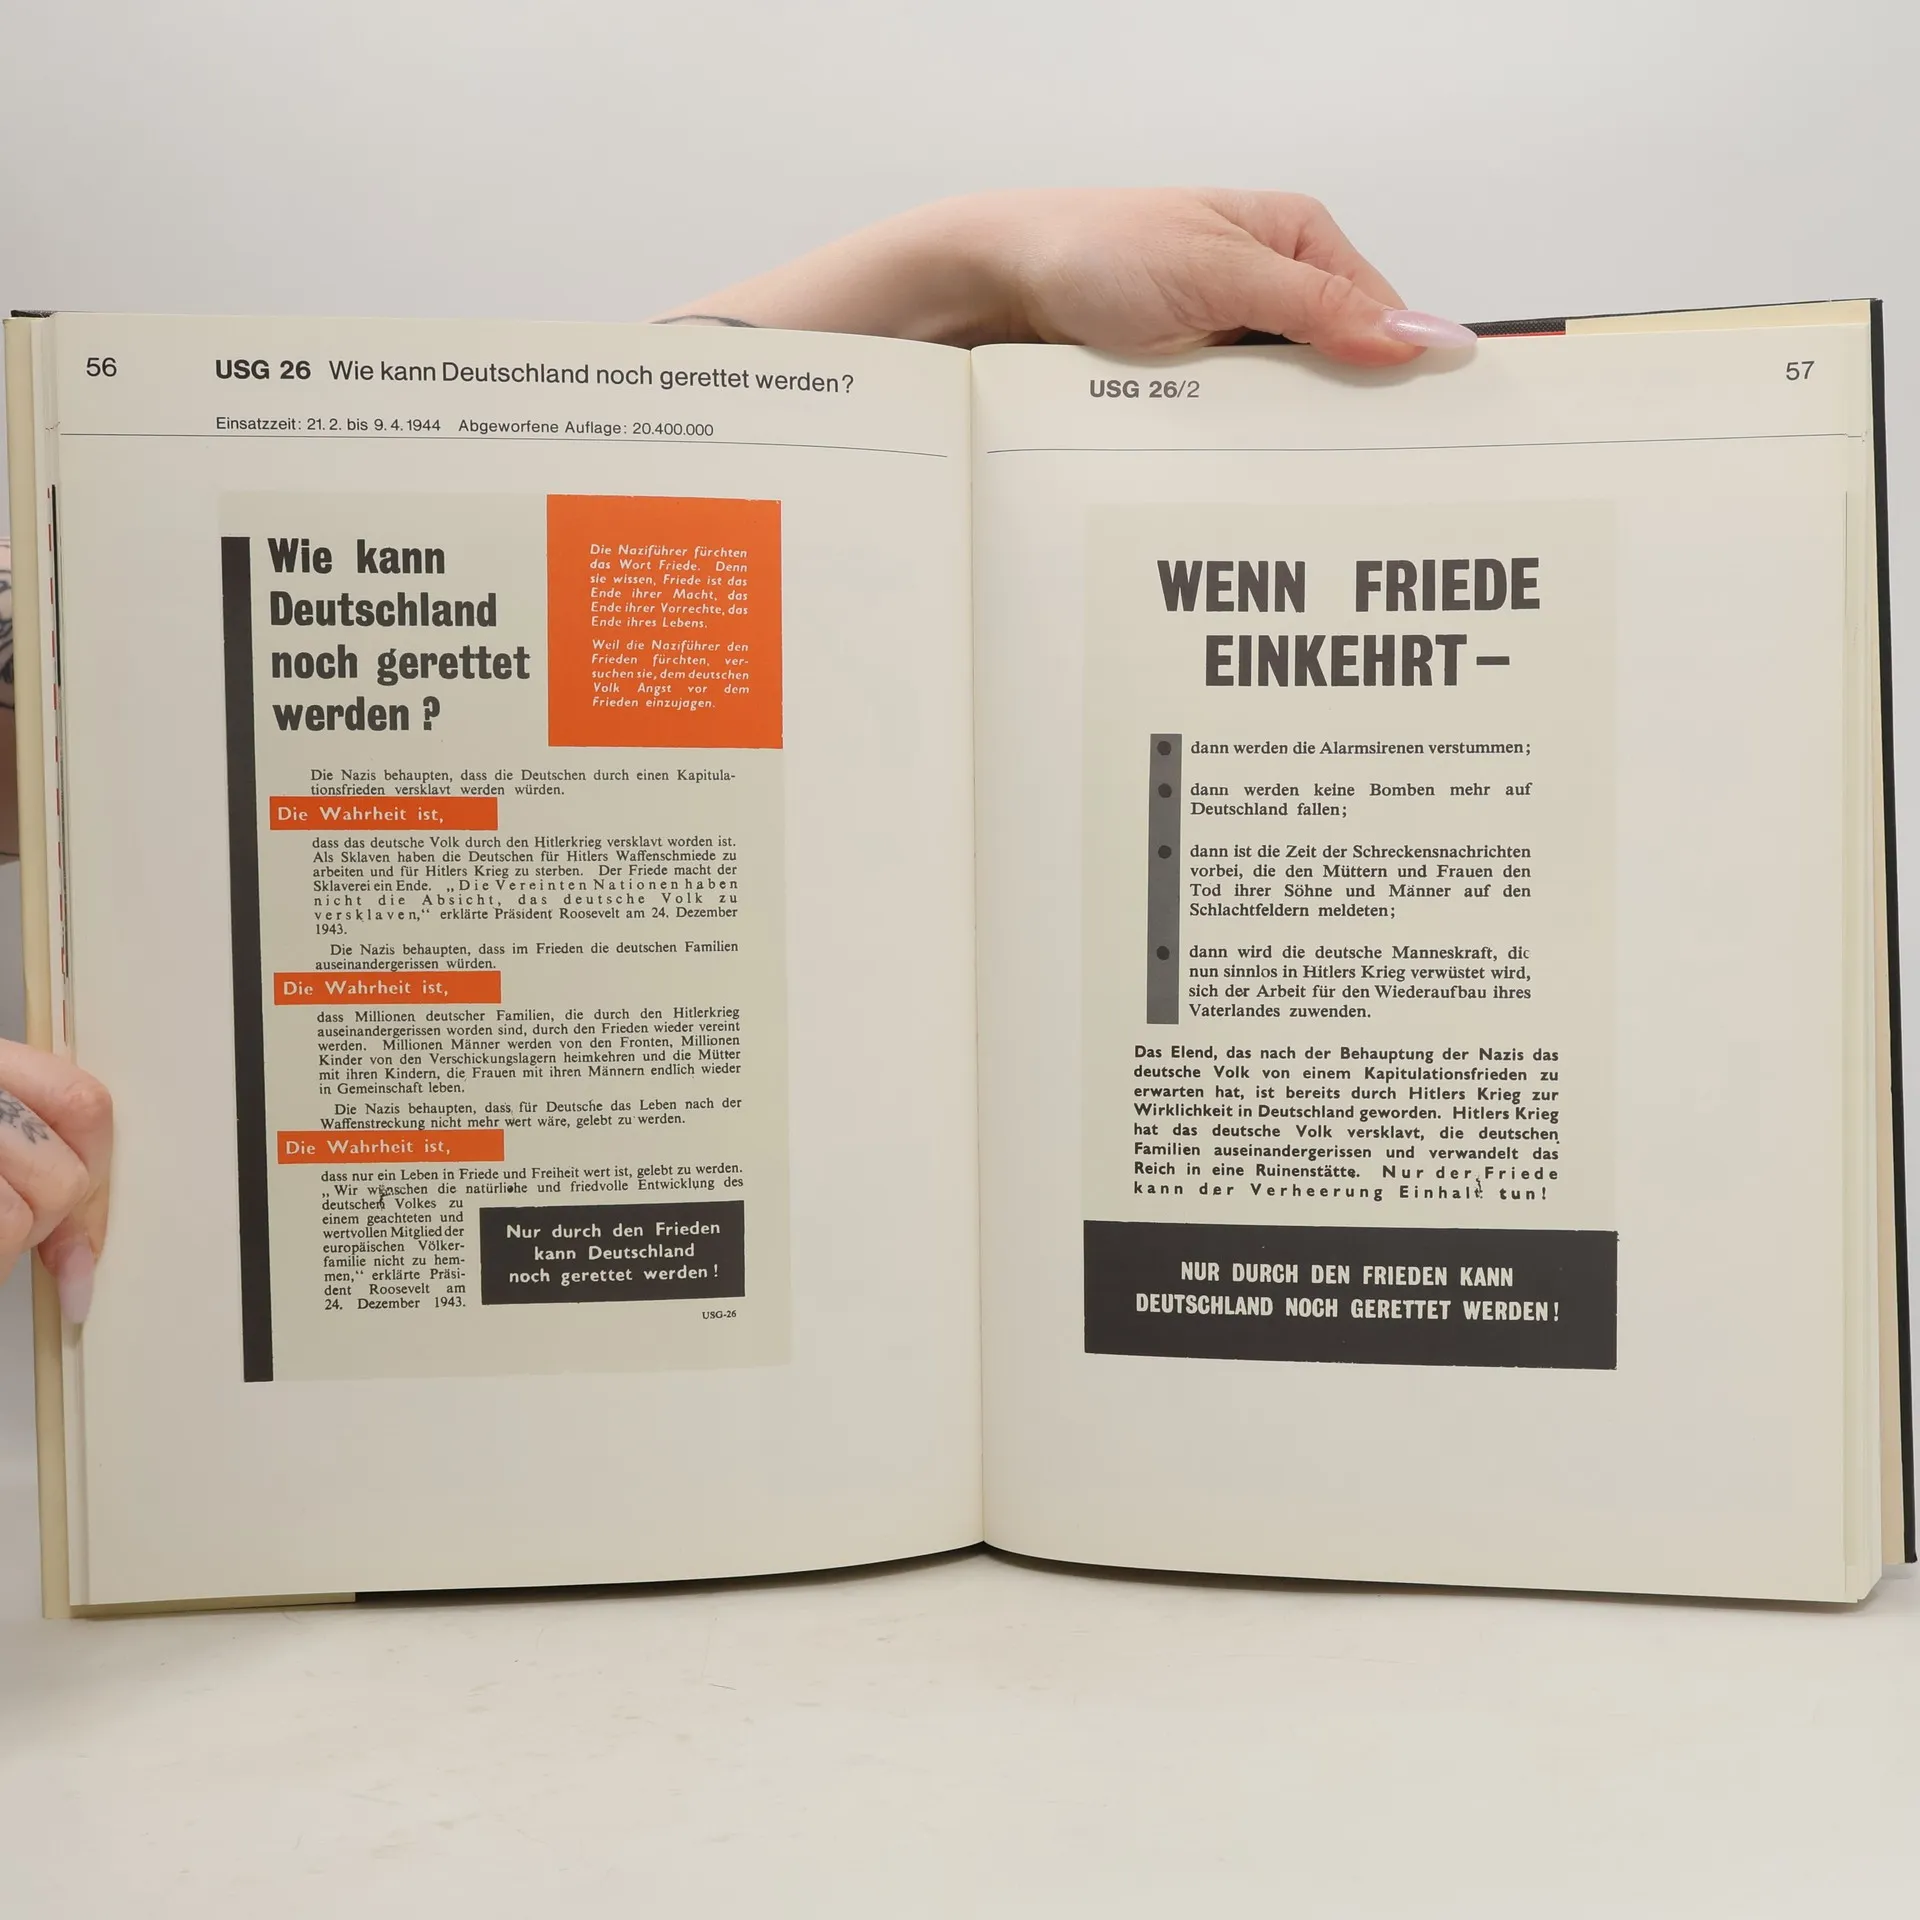 56
USG 26 Wie kann Deutschland noch gerettet werden?
Einsatzzeit: 21. 2. bis 9. 4. 1944 Abgeworfene Auflage: 20.400.000
Wie kann
Deutschland
noch gerettet
werden ?
Die Naziführer fürchten
das Wort Friede. Denn
sie wissen, Friede ist das
Ende ihrer Macht, das
Ende ihrer Vorrechte, das
Ende ihres Lebens.
Weil die Naziführer den
Frieden fürchten, ver-
suchen sie, dem deutschen
Volk Angst vor dem
Frieden einzujagen.
Die Nazis behaupten, dass die Deutschen durch einen Kapitula-
tionsfrieden versklavt werden würden.
Die Wahrheit ist,
dass das deutsche Volk durch den Hitlerkrieg versklavt worden ist.
Als Sklaven haben die Deutschen für Hitlers Waffenschmiede zu
arbeiten und für Hitlers Krieg zu sterben. Der Friede macht der
Sklaverei ein Ende. „Die Vereinten Nationen haben
nicht die Absicht, das deutsche Volk zu
versklaven,“ erklärte Präsident Roosevelt am 24. Dezember
1943.
Die Nazis behaupten, dass im Frieden die deutschen Familien
auseinandergerissen würden.
Die Wahrheit ist,
dass Millionen deutscher Familien, die durch den Hitlerkrieg
auseinandergerissen worden sind, durch den Frieden wieder vereint
werden. Millionen Männer werden von den Fronten, Millionen
Kinder von den Verschickungslagern heimkehren und die Mütter
mit ihren Kindern, die Frauen mit ihren Männern endlich wieder
in Gemeinschaft leben.
Die Nazis behaupten, dass für Deutsche das Leben nach der
Waffenstreckung nicht mehr wert wäre, gelebt zu werden.
Die Wahrheit ist,
dass nur ein Leben in Friede und Freiheit wert ist, gelebt zu werden.
„Wir wünschen die natürliche und friedvolle Entwicklung des
deutschen Volkes zu
einem geachteten und
wertvollen Mitglied der
europäischen Völker-
familie nicht zu hem-
men,“ erklärte Präsi-
dent Roosevelt am
24. Dezember 1943.
Nur durch den Frieden
kann Deutschland
noch gerettet werden !
USG-26
USG 26/2
57
WENN FRIEDE
EINKEHRT –
dann werden die Alarmsirenen verstummen;
dann werden keine Bomben mehr auf
Deutschland fallen;
dann ist die Zeit der Schreckensnachrichten
vorbei, die den Müttern und Frauen den
Tod ihrer Söhne und Männer auf den
Schlachtfeldern meldeten;
dann wird die deutsche Manneskraft, die
nun sinnlos in Hitlers Krieg verwüstet wird,
sich der Arbeit für den Wiederaufbau ihres
Vaterlandes zuwenden.
Das Elend, das nach der Behauptung der Nazis das
deutsche Volk von einem Kapitulationsfrieden zu
erwarten hat, ist bereits durch Hitlers Krieg zur
Wirklichkeit in Deutschland geworden. Hitlers Krieg
hat das deutsche Volk versklavt, die deutschen
Familien auseinandergerissen und verwandelt das
Reich in eine Ruinenstätte. Nur der Friede
kann der Verheerung Einhalt tun!
NUR DURCH DEN FRIEDEN KANN
DEUTSCHLAND NOCH GERETTET WERDEN!